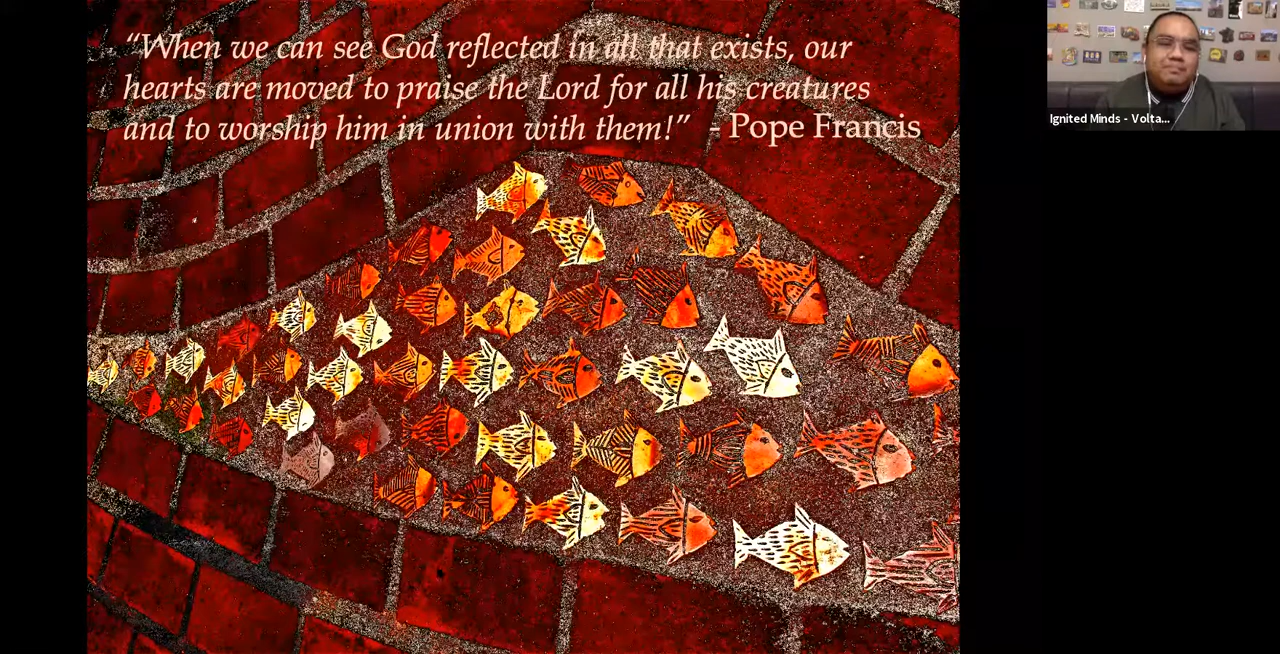 “When we can see God reflected in all that exists, our
hearts are moved to praise the Lord for all his creatures
and to worship him in union with them!” - Pope Francis
Ignited Minds - Volta...